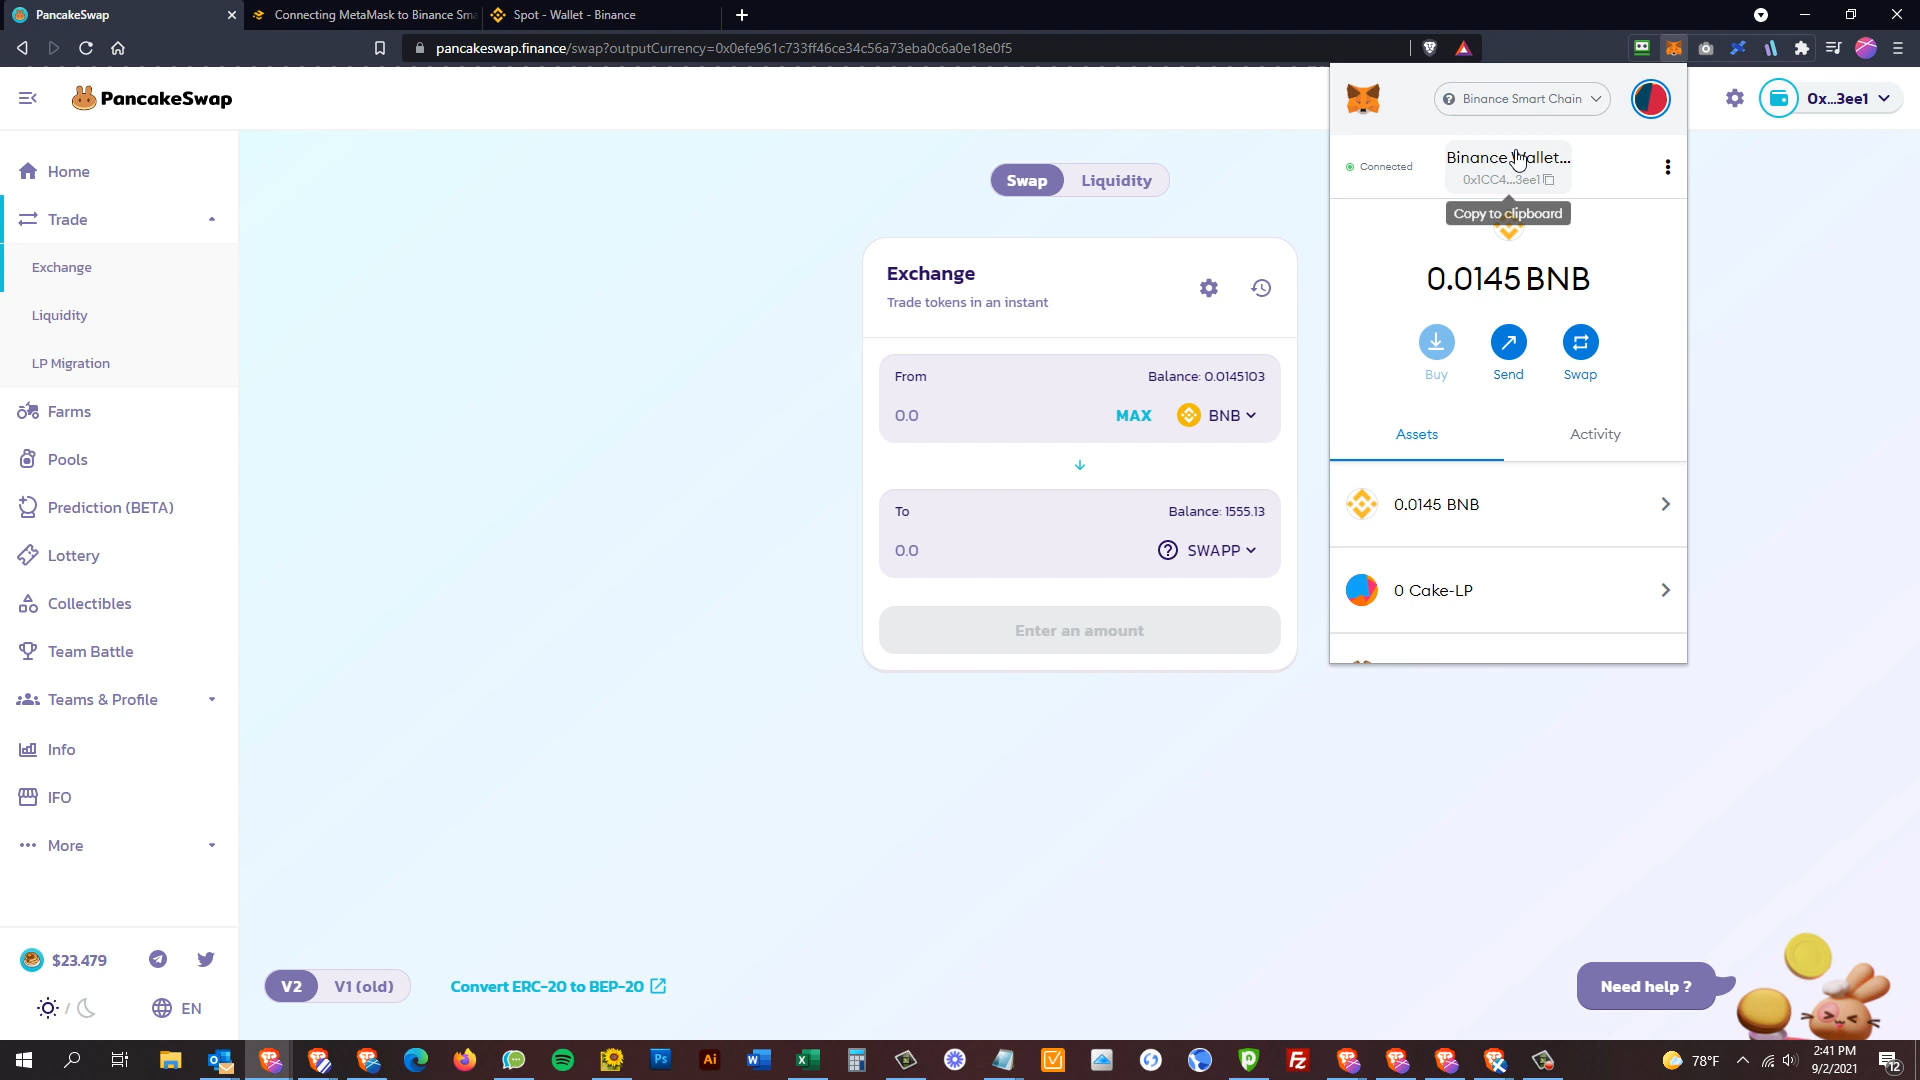 PancakeSwap
Connecting MetaMask to Binance Sma
Spot - Wallet - Binance
pancakeswap.finance/swap?outputCurrency=0x0efe961c733ff46ce34c56a73eba0c6a0e18e0f5
PancakeSwap
0x...3ee1
Home
Trade
Exchange
Liquidity
LP Migration
Farms
Pools
Prediction (BETA)
Lottery
Collectibles
Team Battle
Teams & Profile
Info
IFO
More
$23.479
/
EN
Swap
Liquidity
Exchange
Trade tokens in an instant
From
Balance: 0.0145103
0.0
MAX
BNB
To
Balance: 1555.13
0.0
SWAPP
Enter an amount
V2
V1 (old)
Convert ERC-20 to BEP-20
Binance Smart Chain
Connected
Binance Wallet...
0x1CC4...3ee1
Copy to clipboard
0.0145 BNB
Buy
Send
Swap
Assets
Activity
0.0145 BNB
0 Cake-LP
Need help ?
Ps
Ai
78°F
2:41 PM
9/2/2021
12